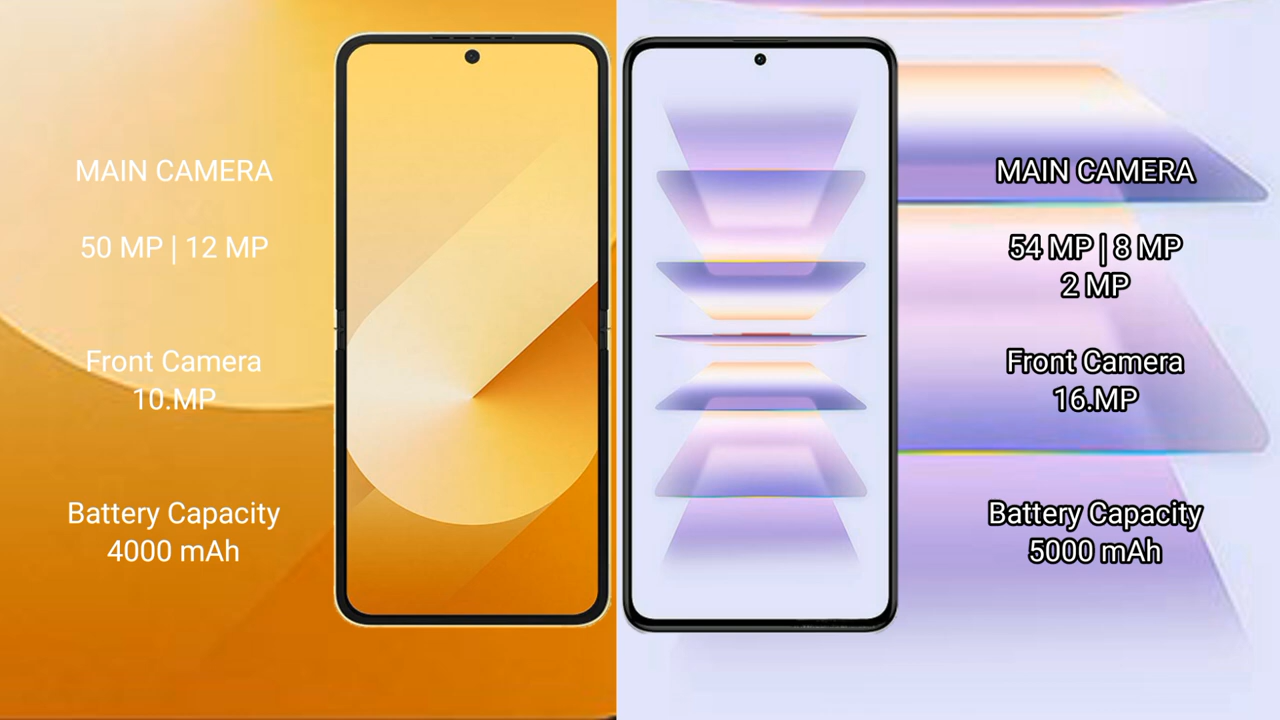 MAIN CAMERA
50 MP | 12 MP
Front Camera
10.MP
Battery Capacity
4000 mAh
MAIN CAMERA
54 MP | 8 MP
2 MP
Front Camera
16.MP
Battery Capacity
5000 mAh